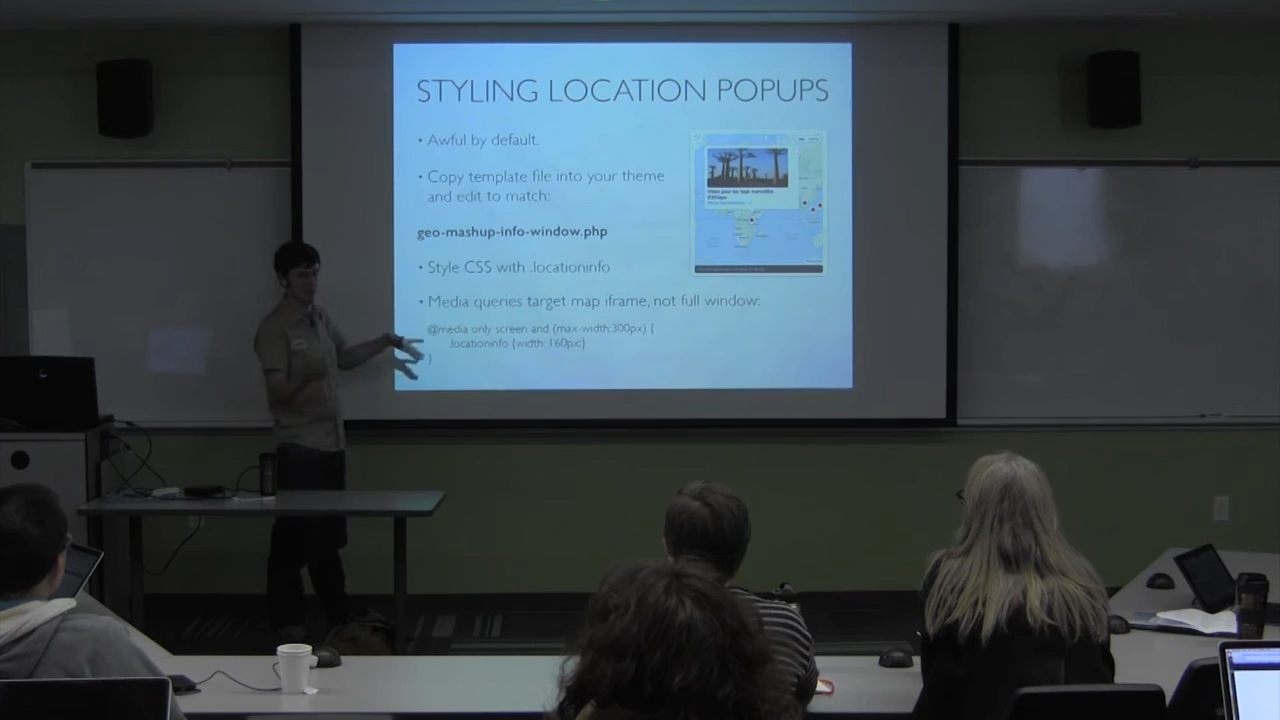 STYLING LOCATION POPUPS
• Awful by default.
• Copy template file into your theme
and edit to match:
geo-mashup-info-window.php
• Style CSS with .locationinfo
• Media queries target map iframe, not full window:
@media only screen and (max-width:300px) {
.locationinfo {width: 160px;}
}